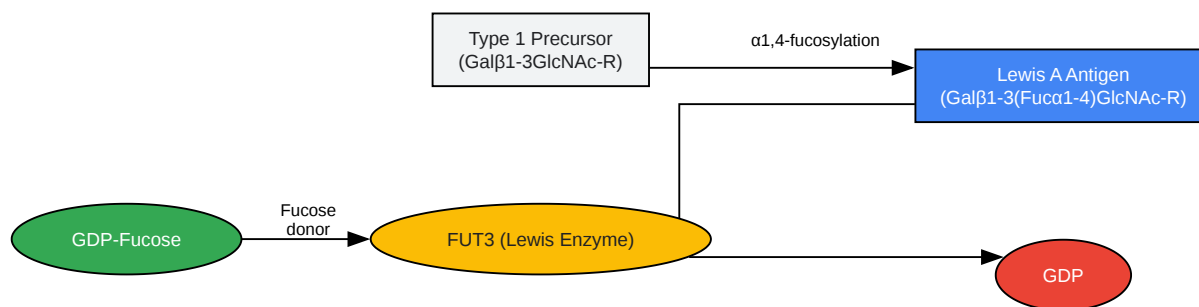 Type 1 Precursor
(Galβ1-3GlcNAc-R)
α1,4-fucosylation
Lewis A Antigen
(Galβ1-3(Fucα1-4)GlcNAc-R)
GDP-Fucose
Fucose
donor
FUT3 (Lewis Enzyme)
GDP